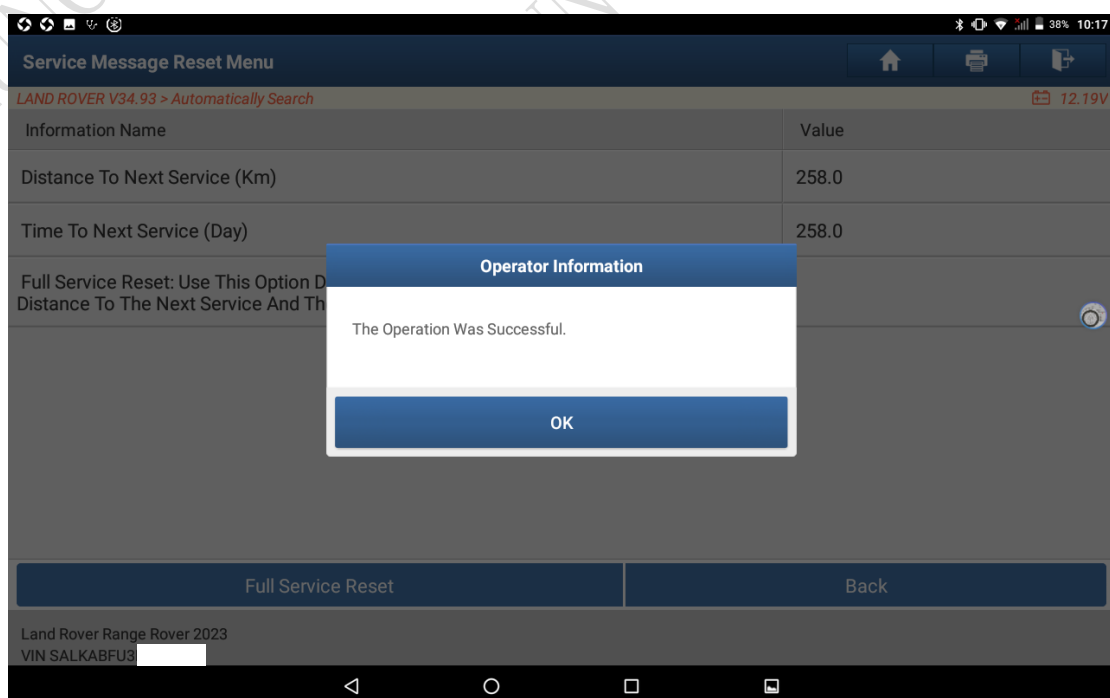 38% 10:17
Service Message Reset Menu
LAND ROVER V34.93 > Automatically Search
12.19V
Information Name Value
Distance To Next Service (Km) 258.0
Time To Next Service (Day) 258.0
Full Service Reset: Use This Option D
Distance To The Next Service And Th
Operator Information
The Operation Was Successful.
OK
Full Service Reset Back
Land Rover Range Rover 2023
VIN SALKABFU3